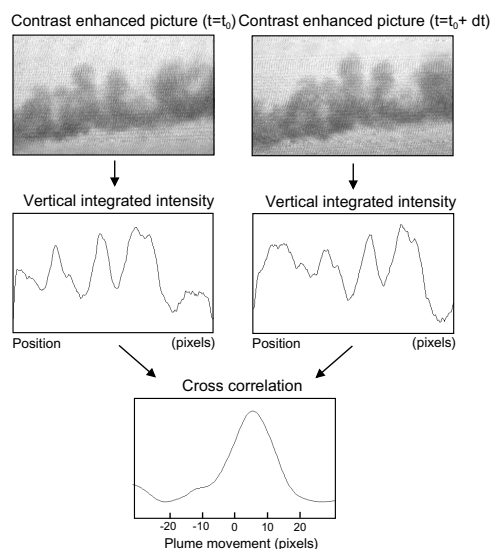 Contrast enhanced picture (t=t₀)
Contrast enhanced picture (t=t₀+ dt)
Vertical integrated intensity
Vertical integrated intensity
Position (pixels)
Position (pixels)
Cross correlation
-20 -10 0 10 20
Plume movement (pixels)